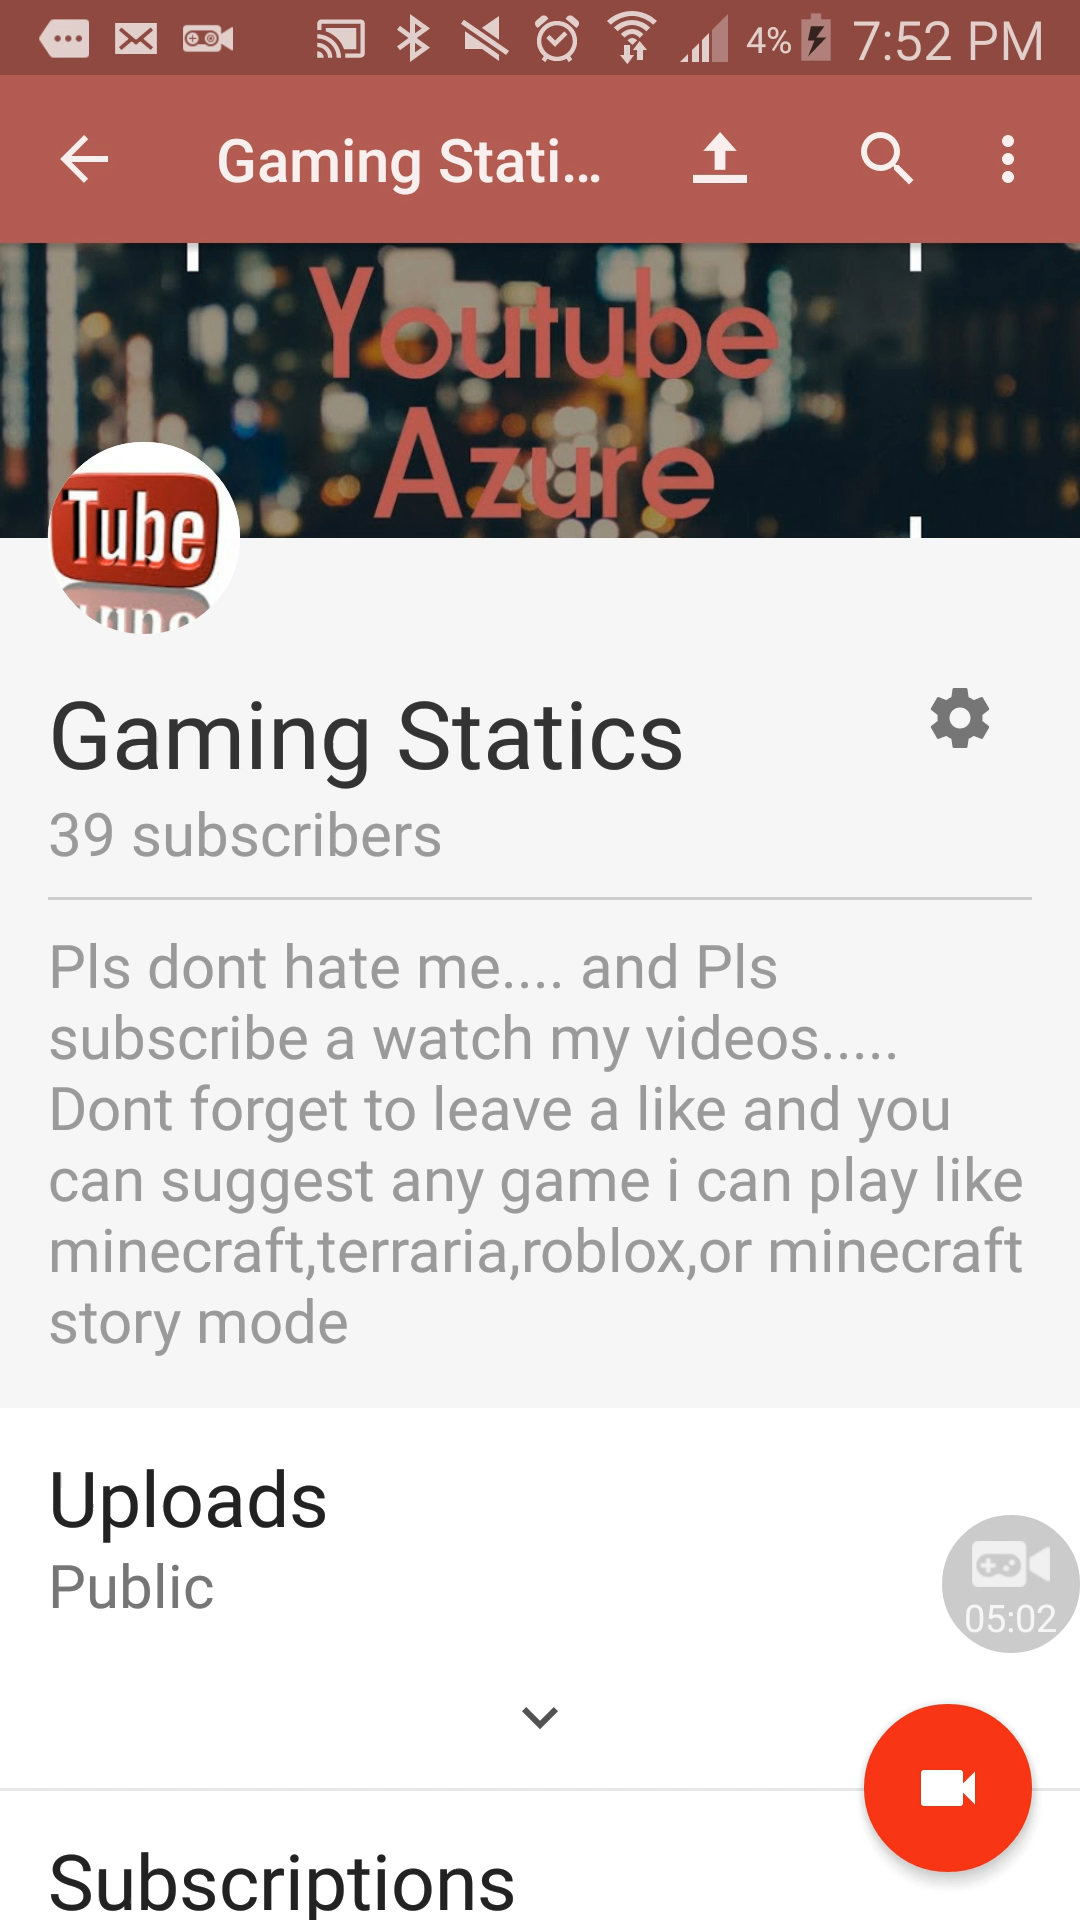 4% 7:52 PM
Gaming Stati...
Youtube
Azure
Tube
Gaming Statics
39 subscribers
Pls dont hate me.... and Pls
subscribe a watch my videos.....
Dont forget to leave a like and you
can suggest any game i can play like
minecraft,terraria,roblox,or minecraft
story mode
Uploads
Public
05:02
Subscriptions